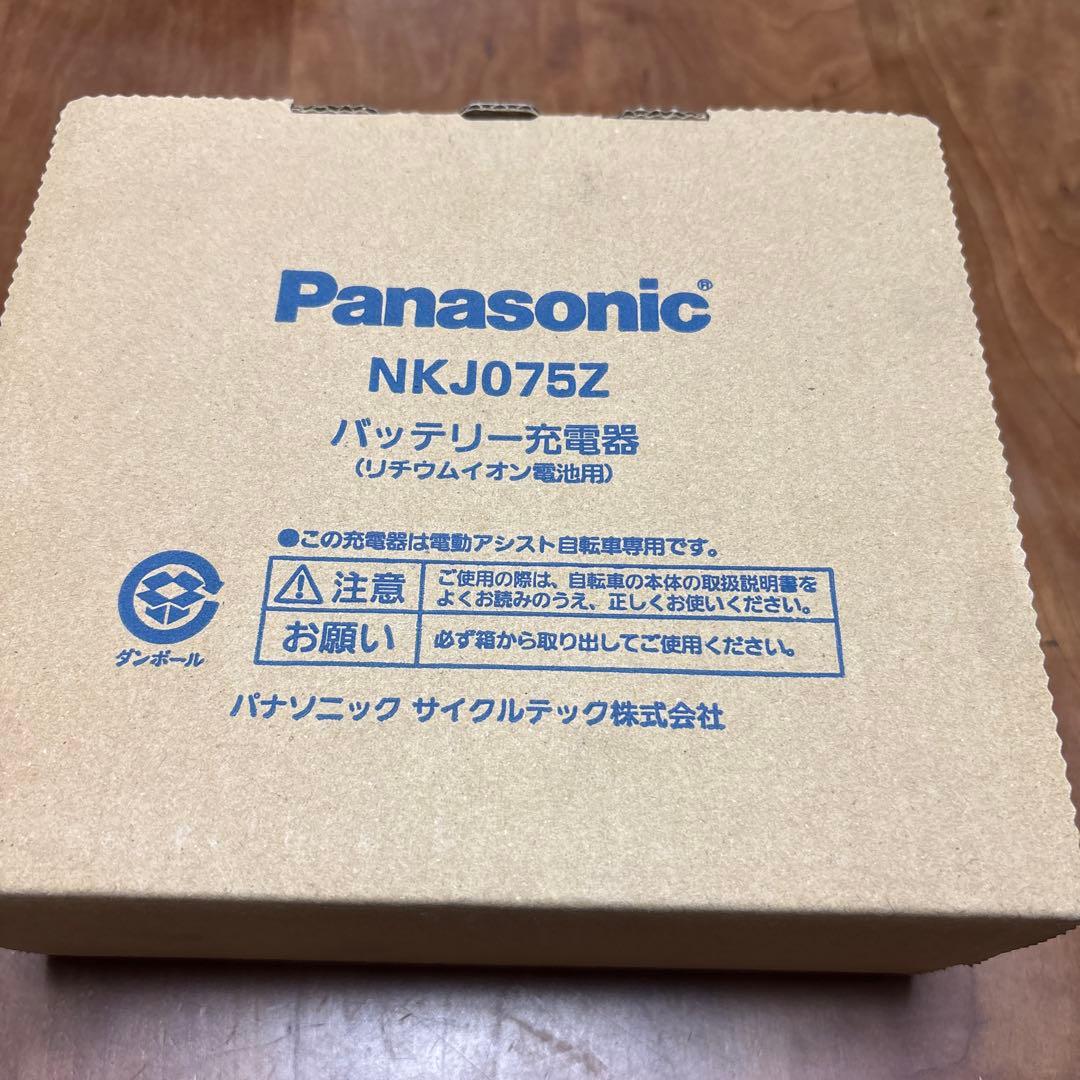 Panasonic®
NKJ075Z
バッテリー充電器
(リチウムイオン電池用)
●この充電器は電動アシスト自転車専用です。
注意
ご使用の際は、自転車の本体の取扱説明書を
よくお読みのうえ、正しくお使いください。
お願い
必ず箱から取り出してご使用ください。
ダンボール
パナソニック サイクルテック株式会社